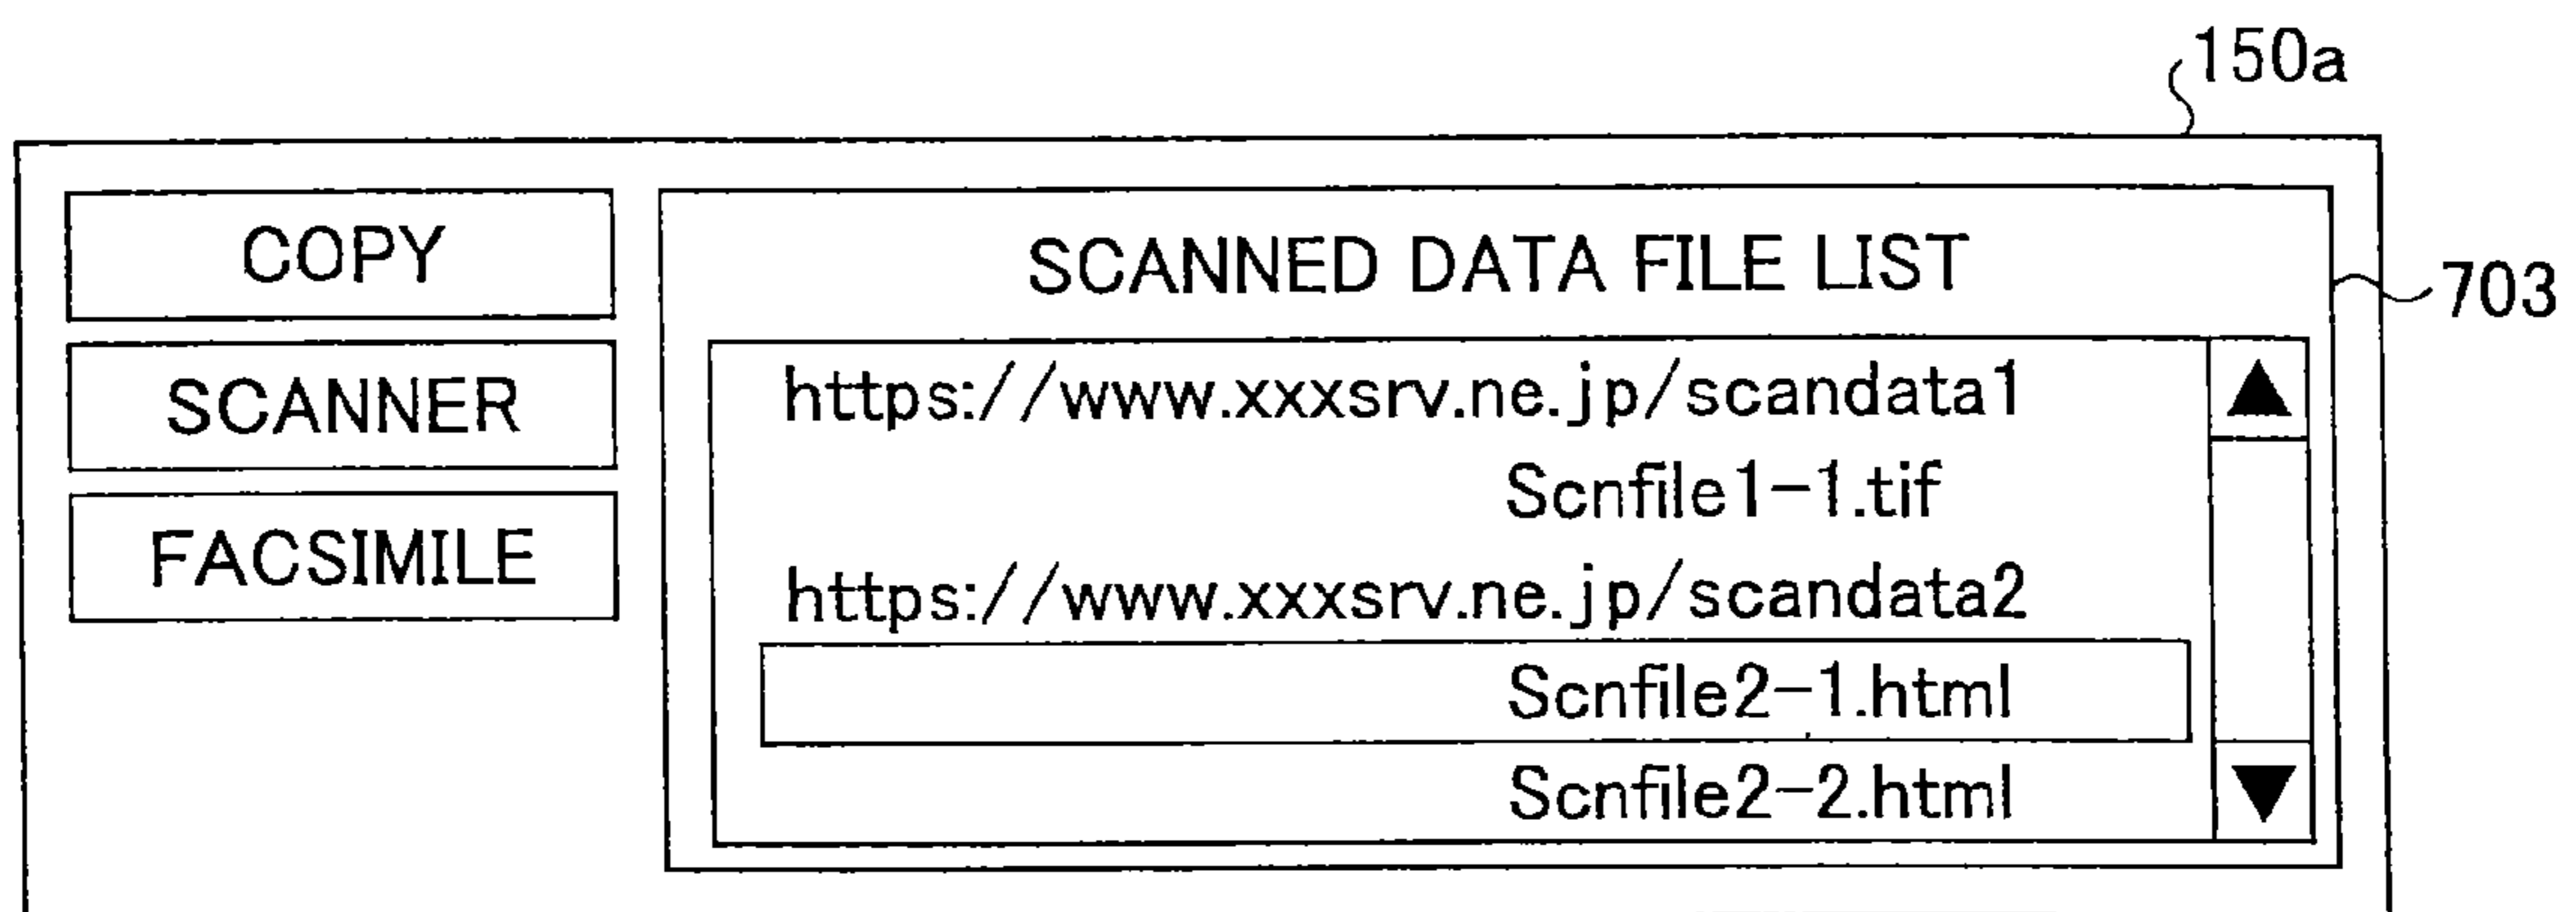 150a
COPY
SCANNER
FACSIMILE
SCANNED DATA FILE LIST
703
https://www.xxxsrv.ne.jp/scandata1
Scnfile1-1.tif
https://www.xxxsrv.ne.jp/scandata2
Scnfile2-1.html
Scnfile2-2.html